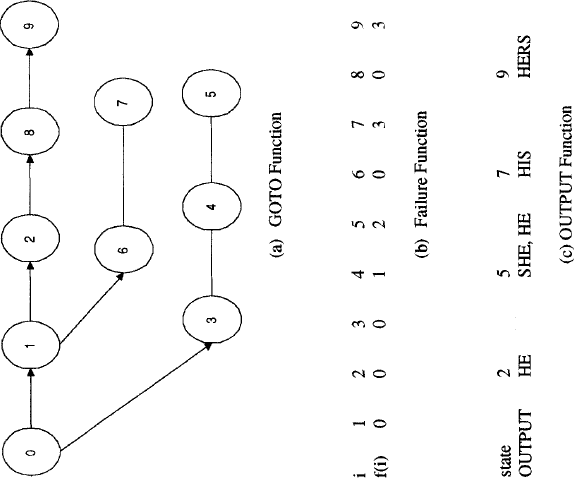 0 1 2 8 9
6 7
3 4 5
(a) GOTO Function
i 1 2 3 4 5 6 7 8 9
f(i) 0 0 0 1 2 0 3 0 3
(b) Failure Function
state 2 5 7 9
OUTPUT HE SHE, HE HIS HERS
(c) OUTPUT Function